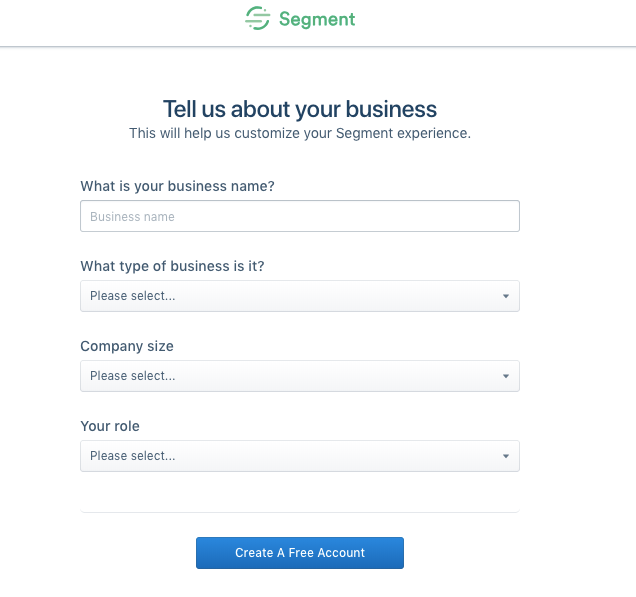 Segment
Tell us about your business
This will help us customize your Segment experience.
What is your business name?
Business name
What type of business is it?
Please select...
Company size
Please select...
Your role
Please select...
Create A Free Account